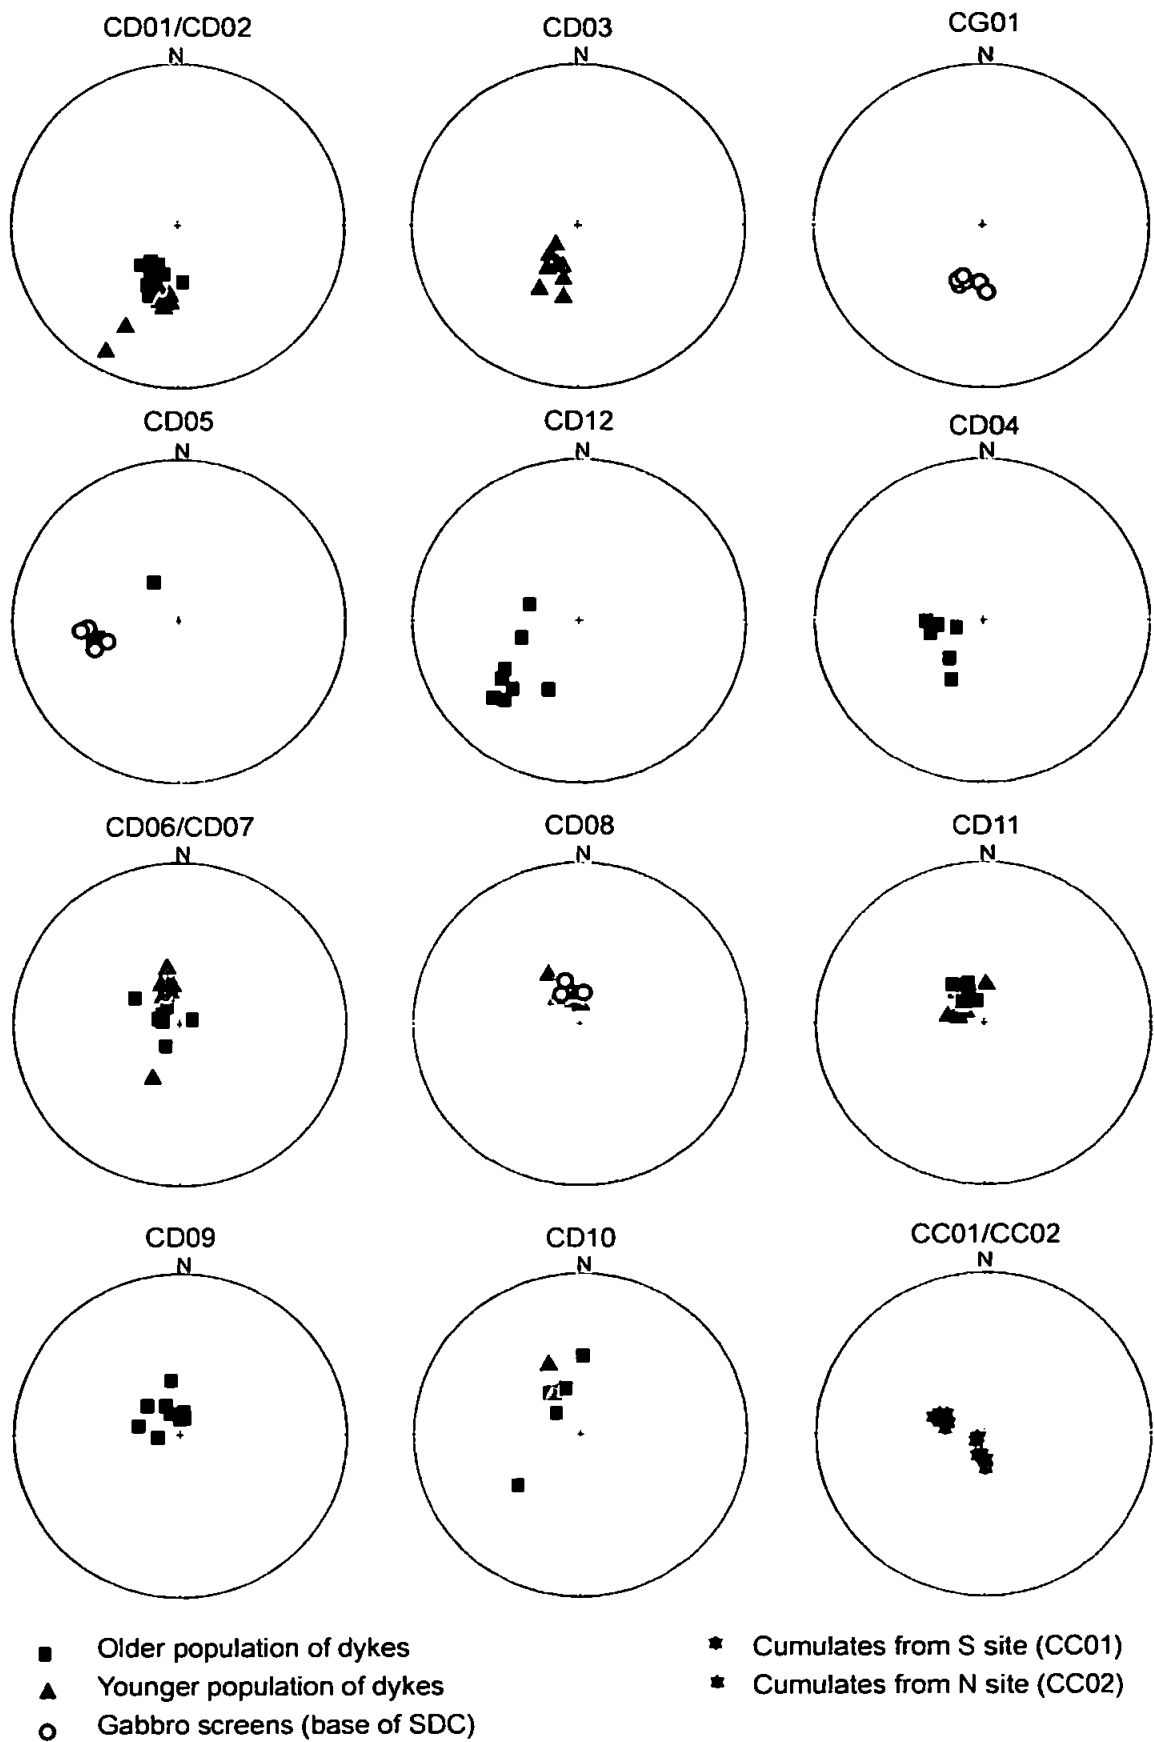 CD01/CD02
N
CD03
N
CG01
N
CD05
N
CD12
N
CD04
N
CD06/CD07
N
CD08
N
CD11
N
CD09
N
CD10
N
CC01/CC02
N
Older population of dykes
Younger population of dykes
Gabbro screens (base of SDC)
Cumulates from S site (CC01)
Cumulates from N site (CC02)